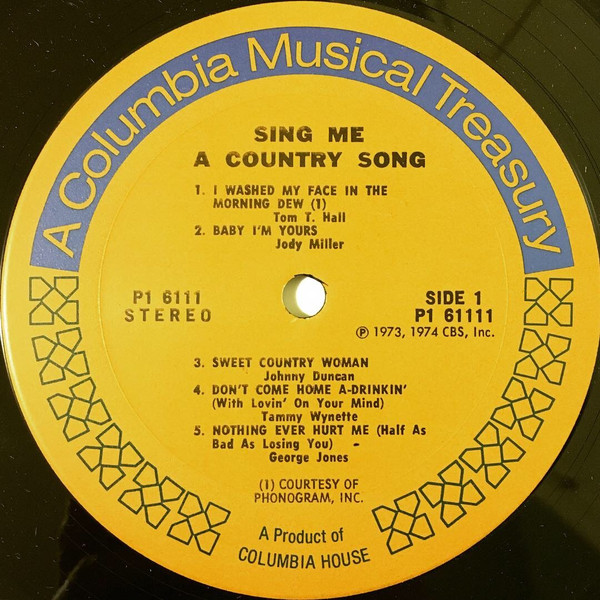 A Columbia Musical Treasury
SING ME
A COUNTRY SONG
1. I WASHED MY FACE IN THE
MORNING DEW (1)
Tom T. Hall
2. BABY I'M YOURS
Jody Miller
P1 6111
STEREO
SIDE 1
P1 61111
℗ 1973, 1974 CBS, Inc.
3. SWEET COUNTRY WOMAN
Johnny Duncan
4. DON'T COME HOME A-DRINKIN'
(With Lovin' On Your Mind)
Tammy Wynette
5. NOTHING EVER HURT ME (Half As
Bad As Losing You) -
George Jones
(1) COURTESY OF
PHONOGRAM, INC.
A Product of
COLUMBIA HOUSE